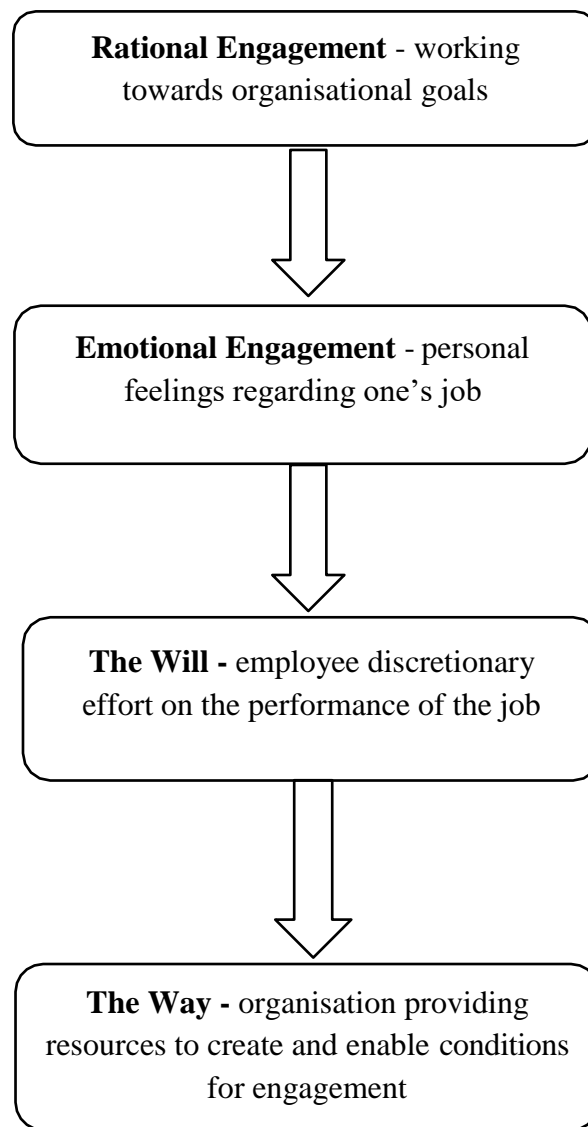 Rational Engagement - working
towards organisational goals
Emotional Engagement - personal
feelings regarding one’s job
The Will - employee discretionary
effort on the performance of the job
The Way - organisation providing
resources to create and enable conditions
for engagement